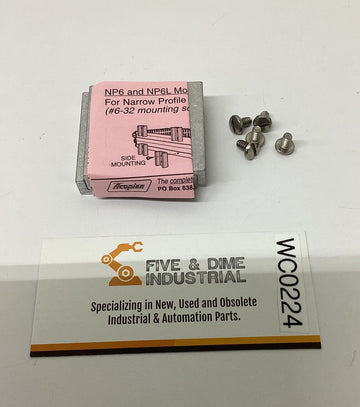 NP6 and NP6L Mo
For Narrow Profile
(#6-32 mounting sc
SIDE
MOUNTING
Acopian
The complete
PO Box 638
FIVE & DIME
INDUSTRIAL
Specializing in New, Used and Obsolete
Industrial & Automation Parts.
WC0224